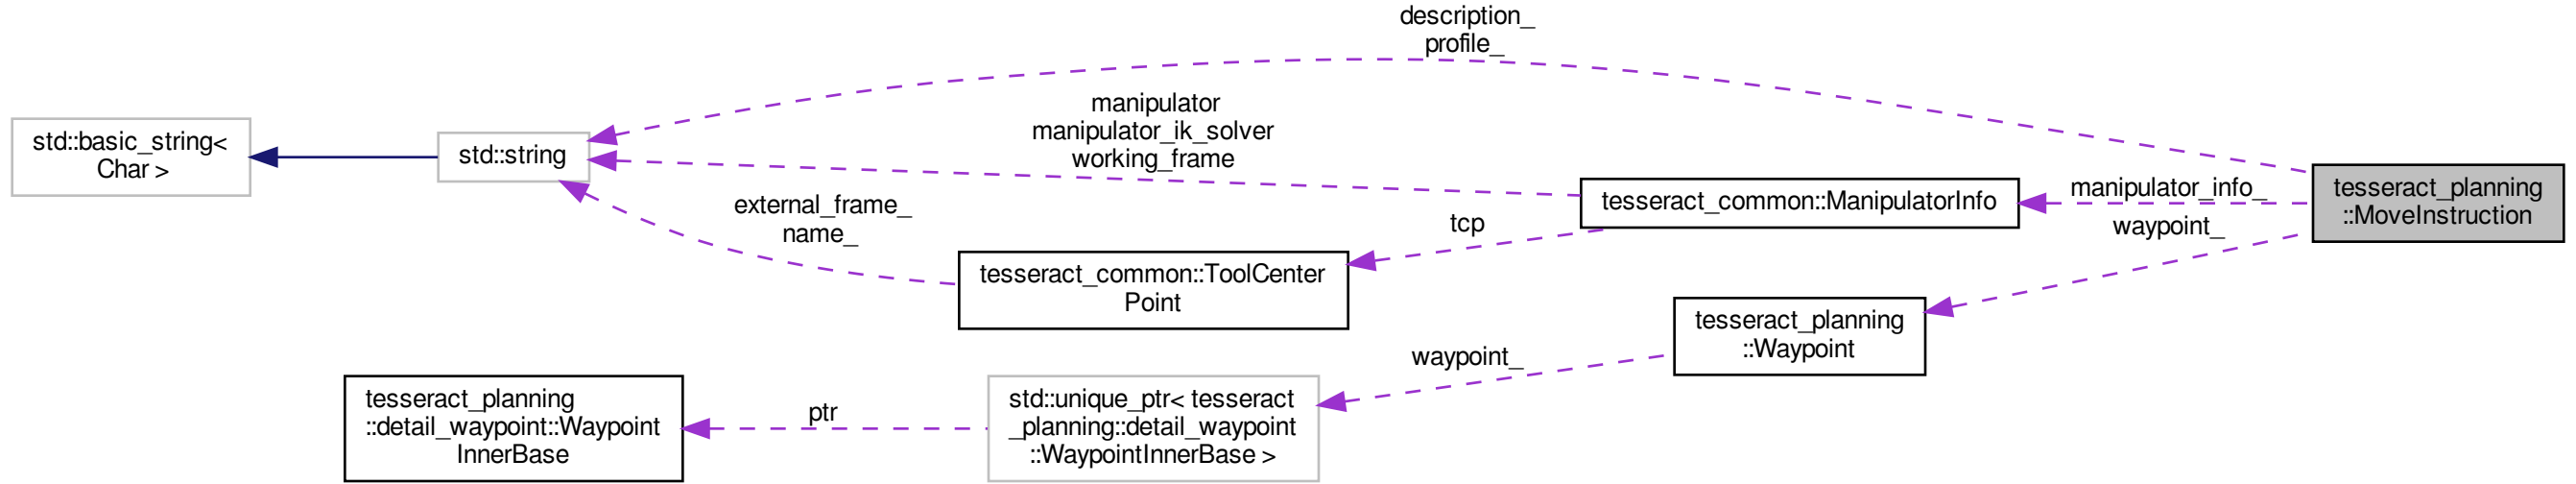 description_
profile_
manipulator
manipulator_ik_solver
working_frame
std::basic_string<
Char >
std::string
tesseract_planning
::MoveInstruction
manipulator_info_
tesseract_common::ManipulatorInfo
external_frame_
name_
tcp
waypoint_
tesseract_common::ToolCenter
Point
tesseract_planning
::Waypoint
waypoint_
tesseract_planning
::detail_waypoint::Waypoint
InnerBase
ptr
std::unique_ptr< tesseract
_planning::detail_waypoint
::WaypointInnerBase >